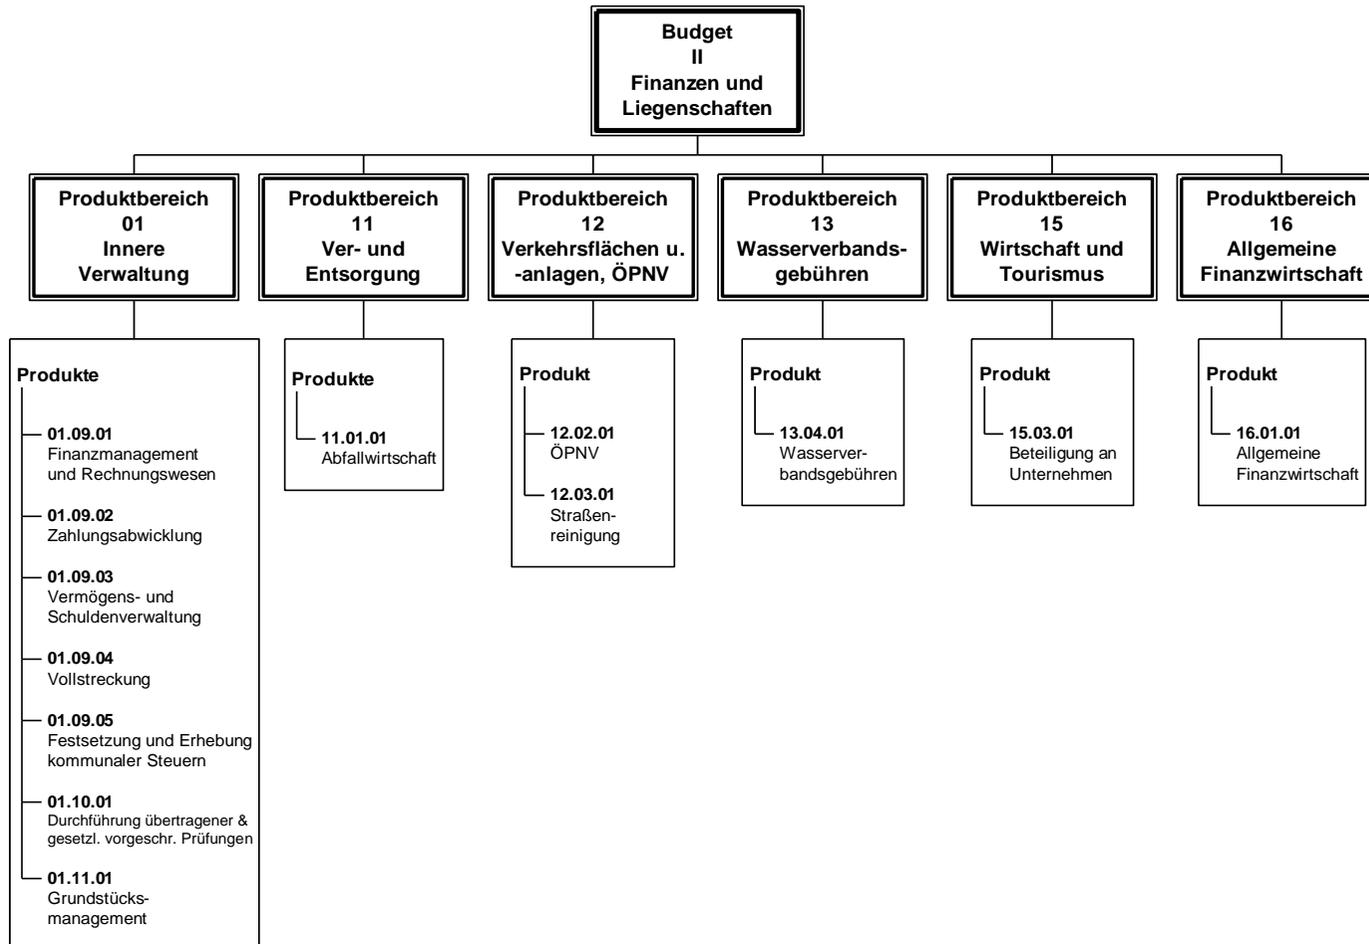 Budget
II
Finanzen und
Liegenschaften
Produktbereich
01
Innere
Verwaltung
Produktbereich
11
Ver- und
Entsorgung
Produktbereich
12
Verkehrsflächen u.
-anlagen, ÖPNV
Produktbereich
13
Wasserverbands-
gebühren
Produktbereich
15
Wirtschaft und
Tourismus
Produktbereich
16
Allgemeine
Finanzwirtschaft
Produkte
01.09.01
Finanzmanagement
und Rechnungswesen
01.09.02
Zahlungsabwicklung
01.09.03
Vermögens- und
Schuldenverwaltung
01.09.04
Vollstreckung
01.09.05
Festsetzung und Erhebung
kommunaler Steuern
01.10.01
Durchführung übertragener &
gesetzl. vorgeschr. Prüfungen
01.11.01
Grundstücks-
management
Produkte
11.01.01
Abfallwirtschaft
Produkt
12.02.01
ÖPNV
12.03.01
Straßen-
reinigung
Produkt
13.04.01
Wasserver-
bandsgebühren
Produkt
15.03.01
Beteiligung an
Unternehmen
Produkt
16.01.01
Allgemeine
Finanzwirtschaft